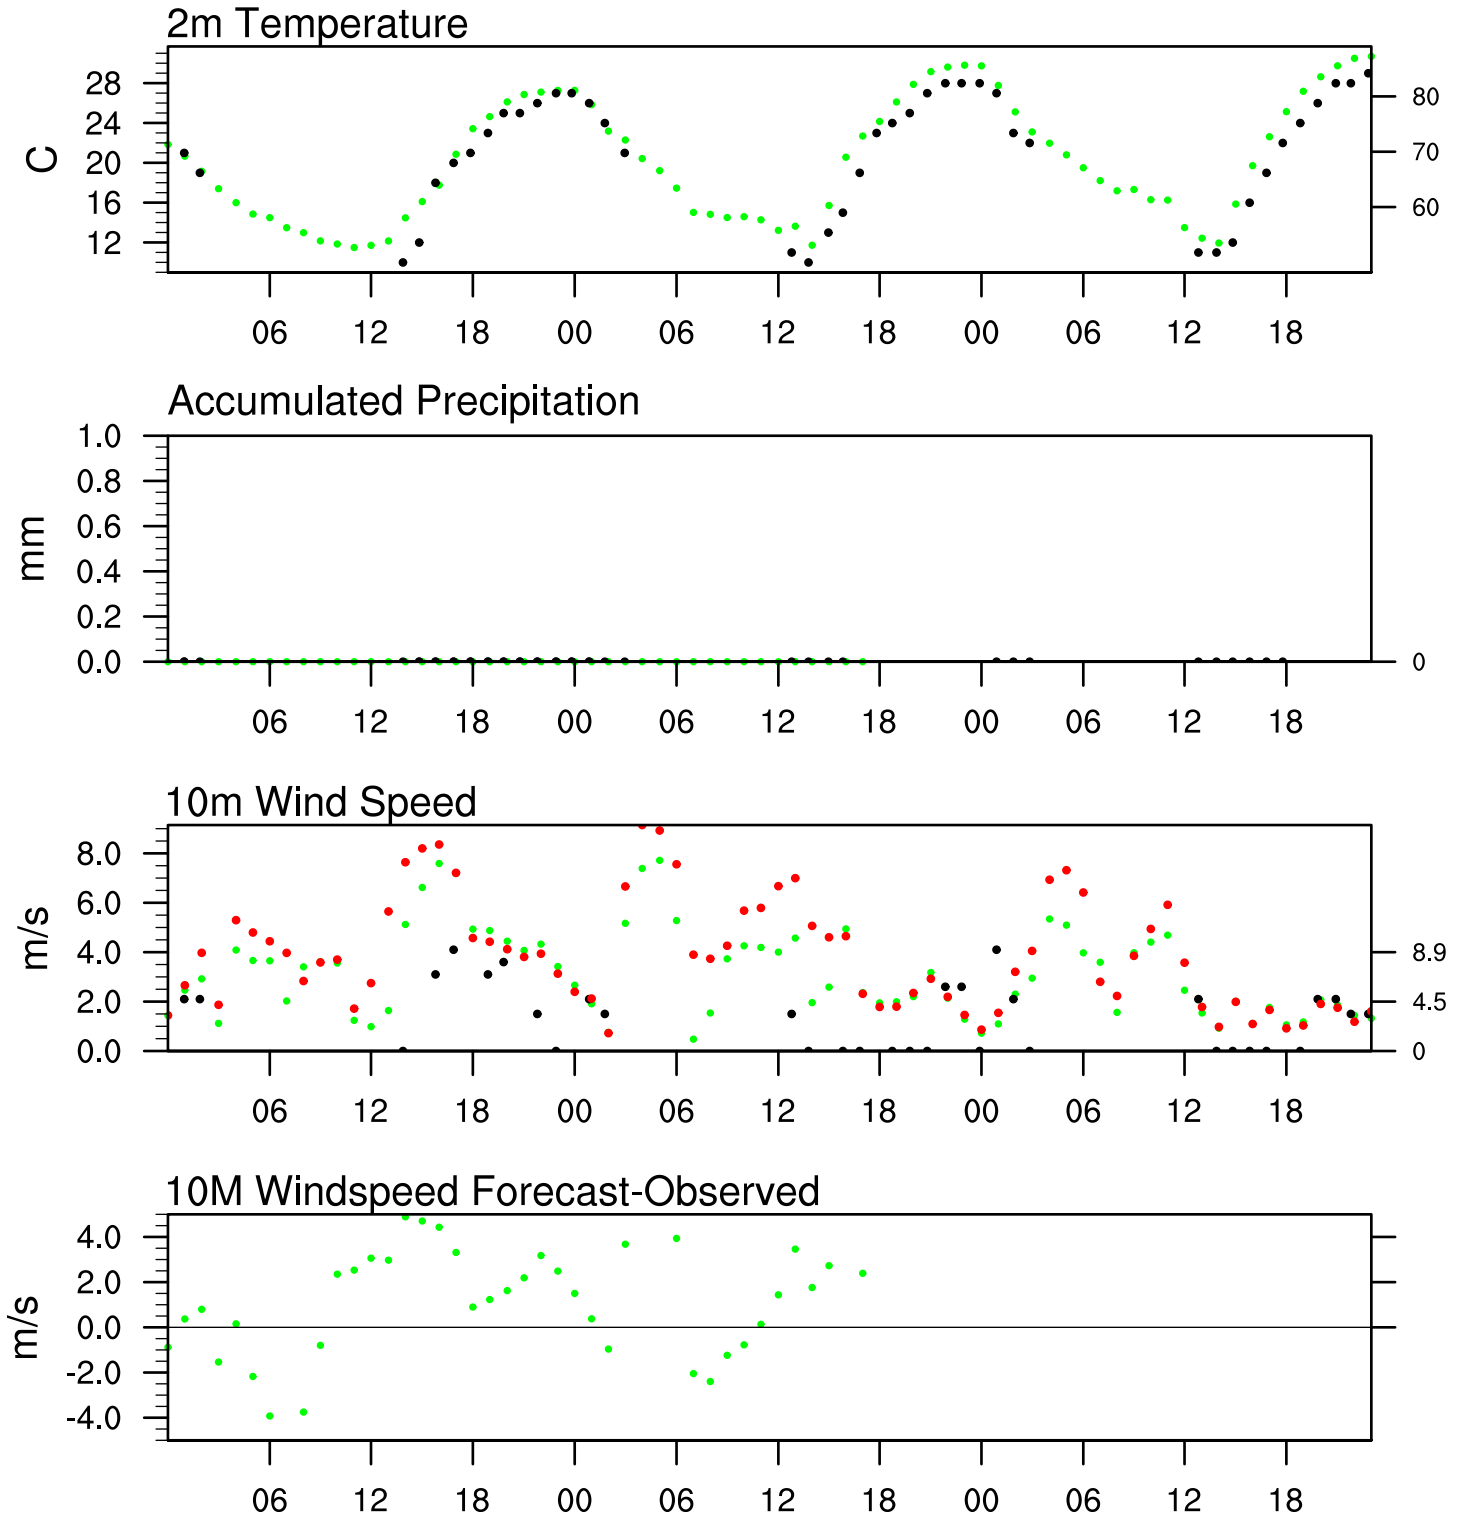 2m Temperature
C
28
24
20
16
12
80
70
60
06 12 18 00 06 12 18 00 06 12 18
Accumulated Precipitation
mm
1.0
0.8
0.6
0.4
0.2
0.0
0
06 12 18 00 06 12 18 00 06 12 18
10m Wind Speed
m/s
8.0
6.0
4.0
2.0
0.0
8.9
4.5
0
06 12 18 00 06 12 18 00 06 12 18
10M Windspeed Forecast-Observed
m/s
4.0
2.0
0.0
-2.0
-4.0
06 12 18 00 06 12 18 00 06 12 18